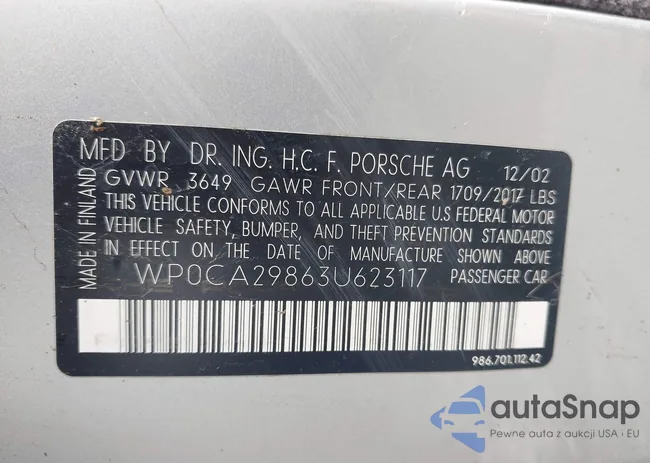 MFD BY DR. ING. H.C. F. PORSCHE AG 12/02
GVWR 3649 GAWR FRONT/REAR 1709/2017 LBS
THIS VEHICLE CONFORMS TO ALL APPLICABLE U.S FEDERAL MOTOR
VEHICLE SAFETY, BUMPER, AND THEFT PREVENTION STANDARDS
IN EFFECT ON THE DATE OF MANUFACTURE SHOWN ABOVE
WP0CA29863U623117 PASSENGER CAR
MADE IN FINLAND
986.701.112.42
autaSnap
Pewne auta z aukcji USA i EU